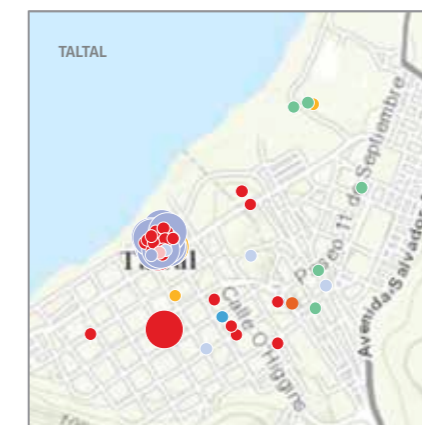 TALTAL
Paseo 11 de Septiembre
Avenida Salvador
Taltal
Calle O'Higgins